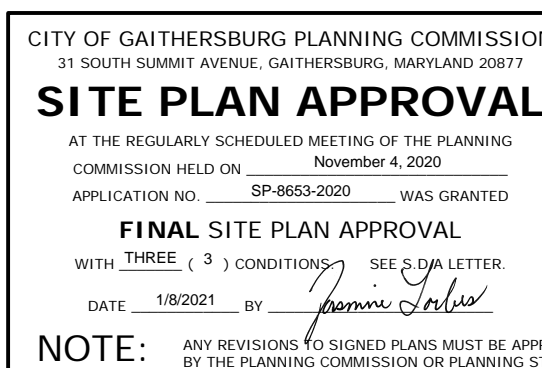 CITY OF GAITHERSBURG PLANNING COMMISSION
31 SOUTH SUMMIT AVENUE, GAITHERSBURG, MARYLAND 20877
SITE PLAN APPROVAL
AT THE REGULARLY SCHEDULED MEETING OF THE PLANNING
COMMISSION HELD ON November 4, 2020
APPLICATION NO. SP-8653-2020 WAS GRANTED
FINAL SITE PLAN APPROVAL
WITH THREE ( 3 ) CONDITIONS. SEE S.D/A LETTER.
DATE 1/8/2021 BY Jasmine Forbes
NOTE: ANY REVISIONS TO SIGNED PLANS MUST BE APPR
BY THE PLANNING COMMISSION OR PLANNING ST